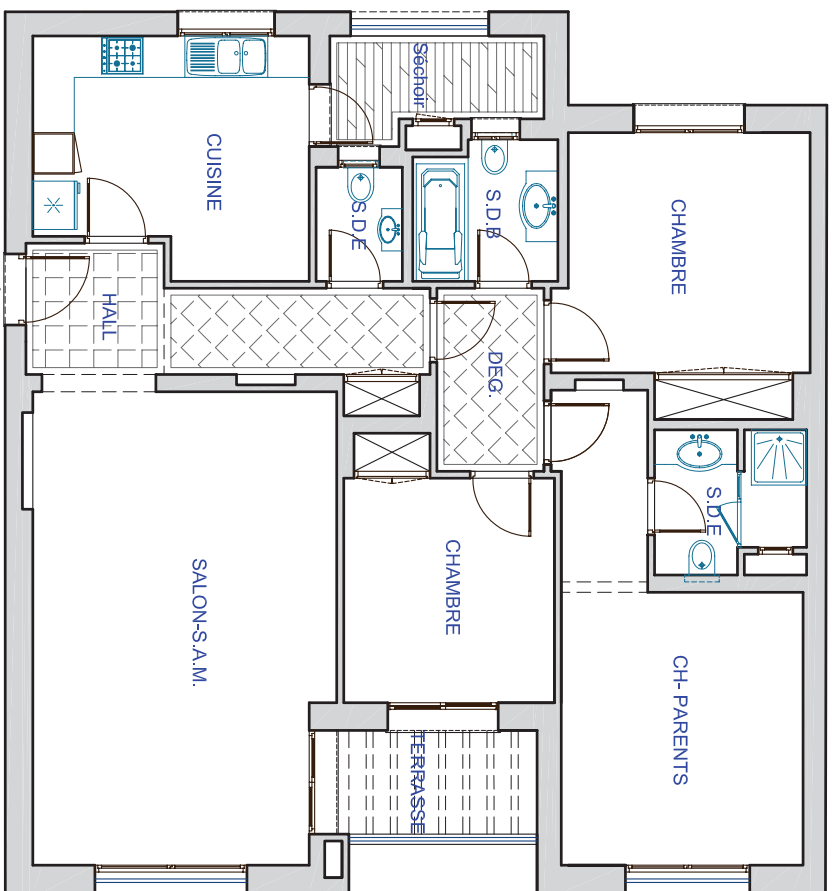 Séchoir
CUISINE
S.D.E
S.D.B
CHAMBRE
HALL
DEG.
S.D.E
SALON-S.A.M.
CHAMBRE
CH- PARENTS
TERRASSE